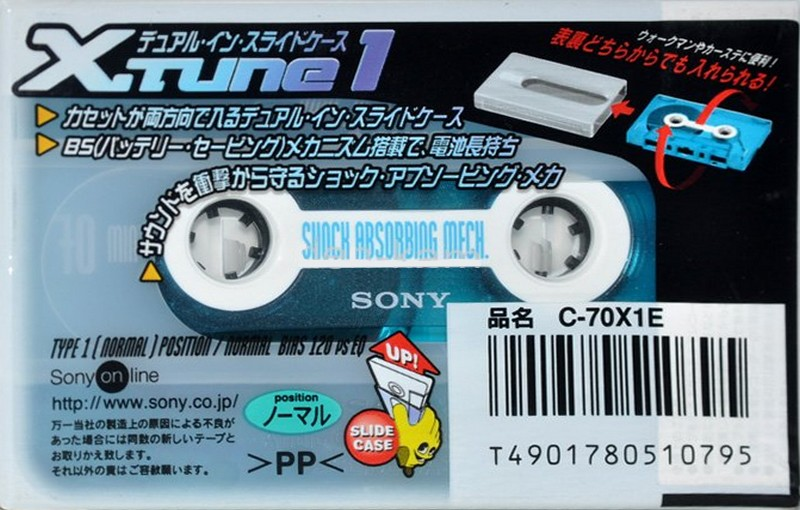 デュアル・イン・スライドケース
XTUNE 1
ウォークマンやカーステに便利!
表裏どちらからでも入れられる!
カセットが両方向で入るデュアル・イン・スライドケース
BS(バッテリー・セービング)メカニズム搭載で、電池長持ち
サウンドを衝撃から守るショック・アブソービング・メカ
70 MIN
SHOCK ABSORBING MECH.
SONY
TYPE I (NORMAL) POSITION / NORMAL BIAS 120 μs EQ
Sony on line
http://www.sony.co.jp/
万一当社の製造上の原因による不良が
あった場合には同数の新しいテープと
お取りかえ致します。
それ以外の責はご容赦願います。
position
ノーマル
>PP<
UP!
SLIDE
CASE
品名 C-70X1E
T4901780510795